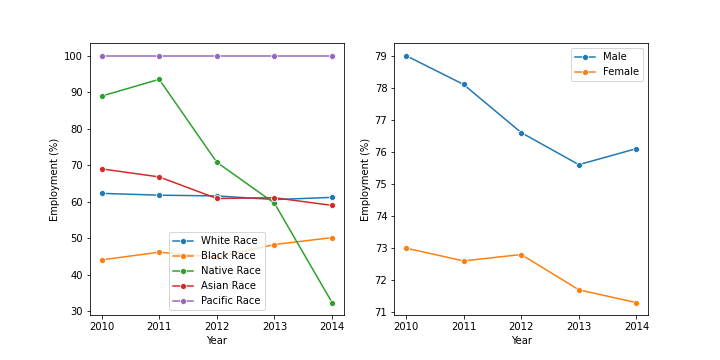 100
90
80
70
60
50
40
30
Employment (%)
2010 2011 2012 2013 2014
Year
White Race
Black Race
Native Race
Asian Race
Pacific Race
79
78
77
76
75
74
73
72
71
Employment (%)
2010 2011 2012 2013 2014
Year
Male
Female